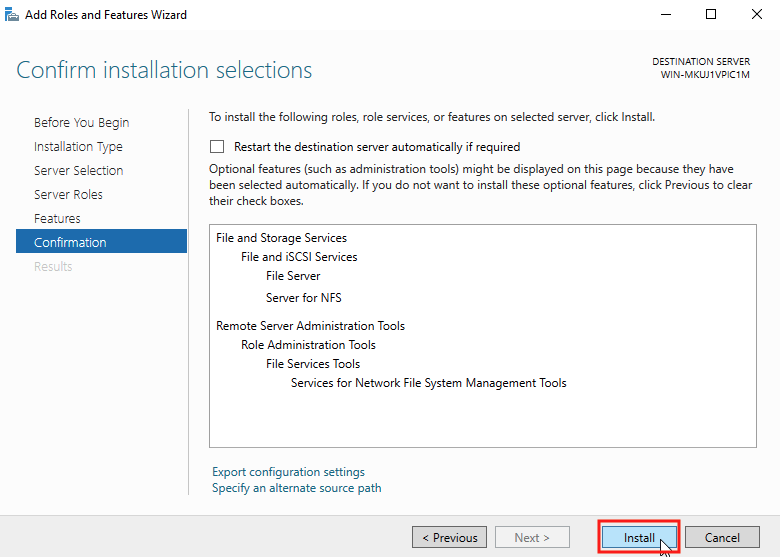 Add Roles and Features Wizard
Confirm installation selections
DESTINATION SERVER
WIN-MKUJ1VPIC1M
Before You Begin
Installation Type
Server Selection
Server Roles
Features
Confirmation
Results
To install the following roles, role services, or features on selected server, click Install.
Restart the destination server automatically if required
Optional features (such as administration tools) might be displayed on this page because they have
been selected automatically. If you do not want to install these optional features, click Previous to clear
their check boxes.
File and Storage Services
File and iSCSI Services
File Server
Server for NFS
Remote Server Administration Tools
Role Administration Tools
File Services Tools
Services for Network File System Management Tools
Export configuration settings
Specify an alternate source path
< Previous
Next >
Install
Cancel